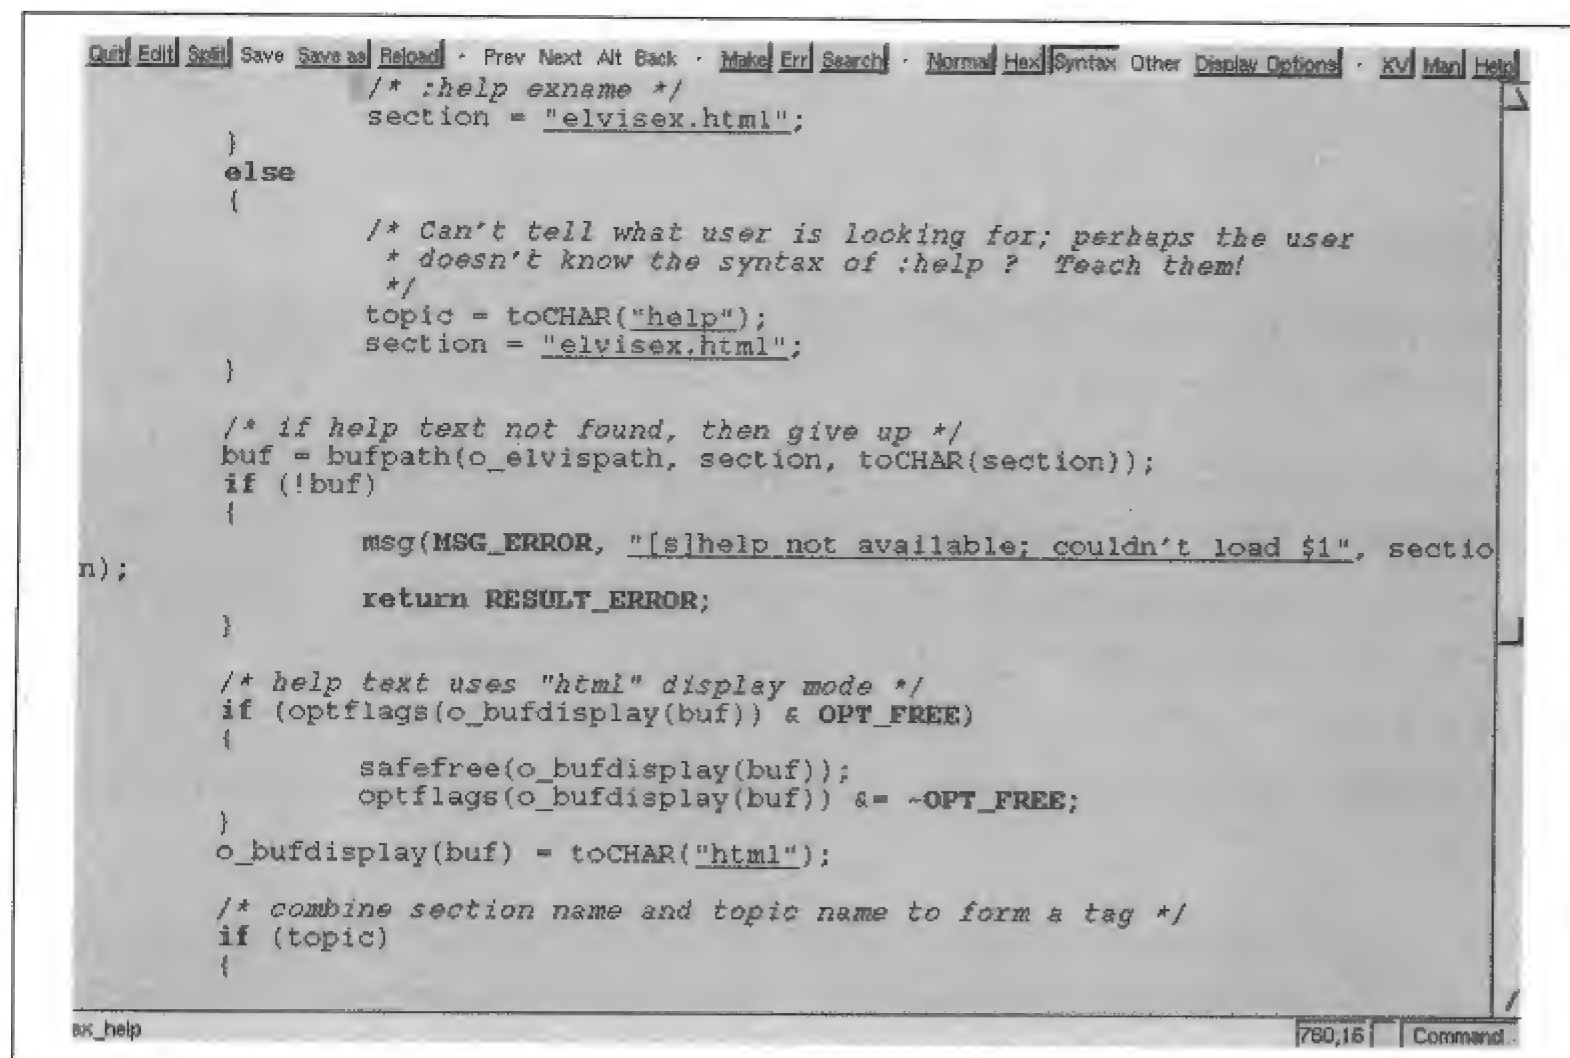 Quit Edit Split Save Save as Reload · Prev Next Alt Back · Make Err Search · Normal Hex Syntax Other Display Options · XV Man Help
/* :help exname */
section = "elvisex.html";
}
else
{
/* Can't tell what user is looking for; perhaps the user
* doesn't know the syntax of :help ?  Teach them!
*/
topic = toCHAR("help");
section = "elvisex.html";
}
/* if help text not found, then give up */
buf = bufpath(o_elvispath, section, toCHAR(section));
if (!buf)
{
msg(MSG_ERROR, "[s]help not available; couldn't load $1", sectio
n);
return RESULT_ERROR;
}
/* help text uses "html" display mode */
if (optflags(o_bufdisplay(buf)) & OPT_FREE)
{
safefree(o_bufdisplay(buf));
optflags(o_bufdisplay(buf)) &= ~OPT_FREE;
}
o_bufdisplay(buf) = toCHAR("html");
/* combine section name and topic name to form a tag */
if (topic)
{
ex_help 760,16 Command